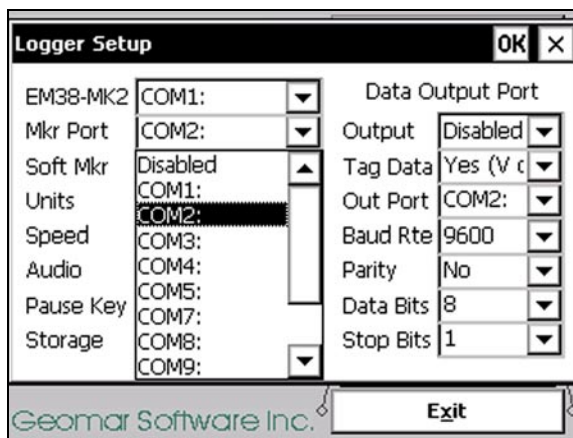 Logger Setup OK ×
EM38-MK2 COM1:
Mkr Port COM2:
Soft Mkr
Units
Speed
Audio
Pause Key
Storage
Disabled
COM1:
COM2:
COM3:
COM4:
COM5:
COM7:
COM8:
COM9:
Data Output Port
Output Disabled
Tag Data Yes (V
Out Port COM2:
Baud Rte 9600
Parity No
Data Bits 8
Stop Bits 1
Geomar Software Inc.
Exit